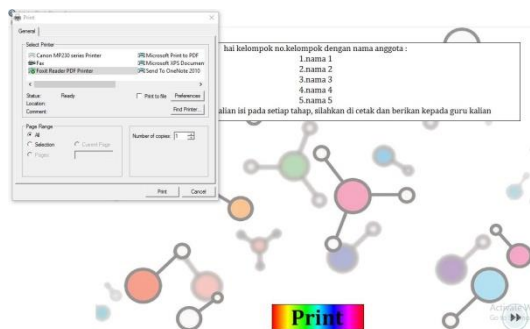 Print
General
Select Printer
Canon MP230 series Printer
Fax
Foxit Reader PDF Printer
Microsoft Print to PDF
Microsoft XPS Documen
Send To OneNote 2010
Status: Ready
Location:
Comment:
Print to file
Preferences
Find Printer...
Page Range
All
Selection
Current Page
Pages:
Number of copies: 1
Print
Cancel
hai kelompok no.kelompok dengan nama anggota :
1.nama 1
2.nama 2
3.nama 3
4.nama 4
5.nama 5
kalian isi pada setiap tahap, silahkan di cetak dan berikan kepada guru kalian
Print